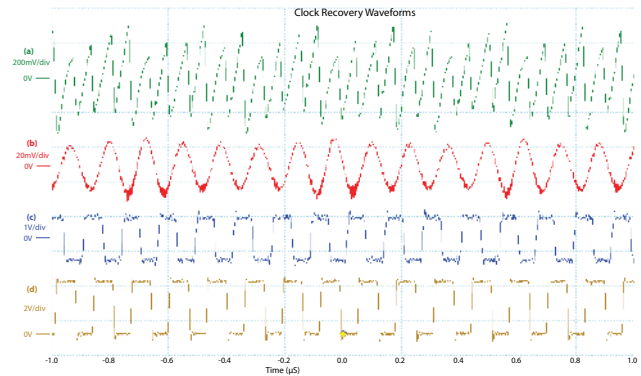 Clock Recovery Waveforms
(a)
200mV/div
0V
(b)
20mV/div
0V
(c)
1V/div
0V
(d)
2V/div
0V
-1.0 -0.8 -0.6 -0.4 -0.2 0.0 0.2 0.4 0.6 0.8 1.0
Time (µS)